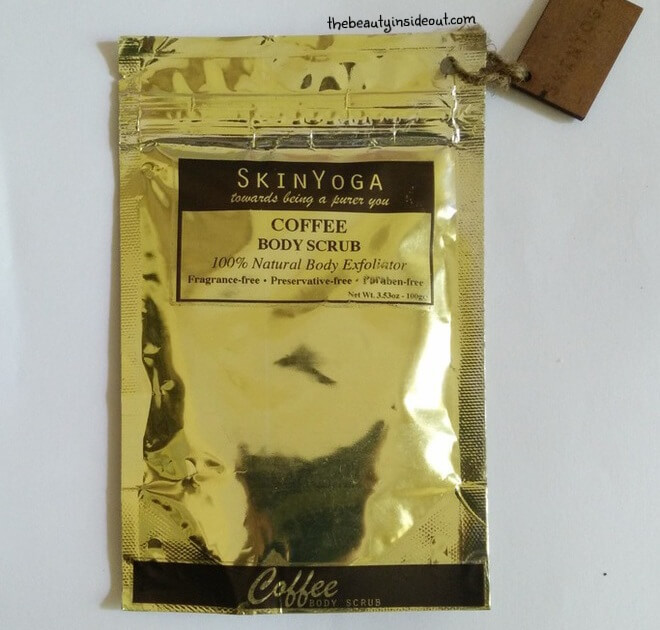 thebeautyinsideout.com
SKINYOGA
SKINYOGA
towards being a purer you
COFFEE
BODY SCRUB
100% Natural Body Exfoliator
Fragrance-free • Preservative-free • Paraben-free
Net Wt. 3.53oz - 100g
Coffee
BODY SCRUB